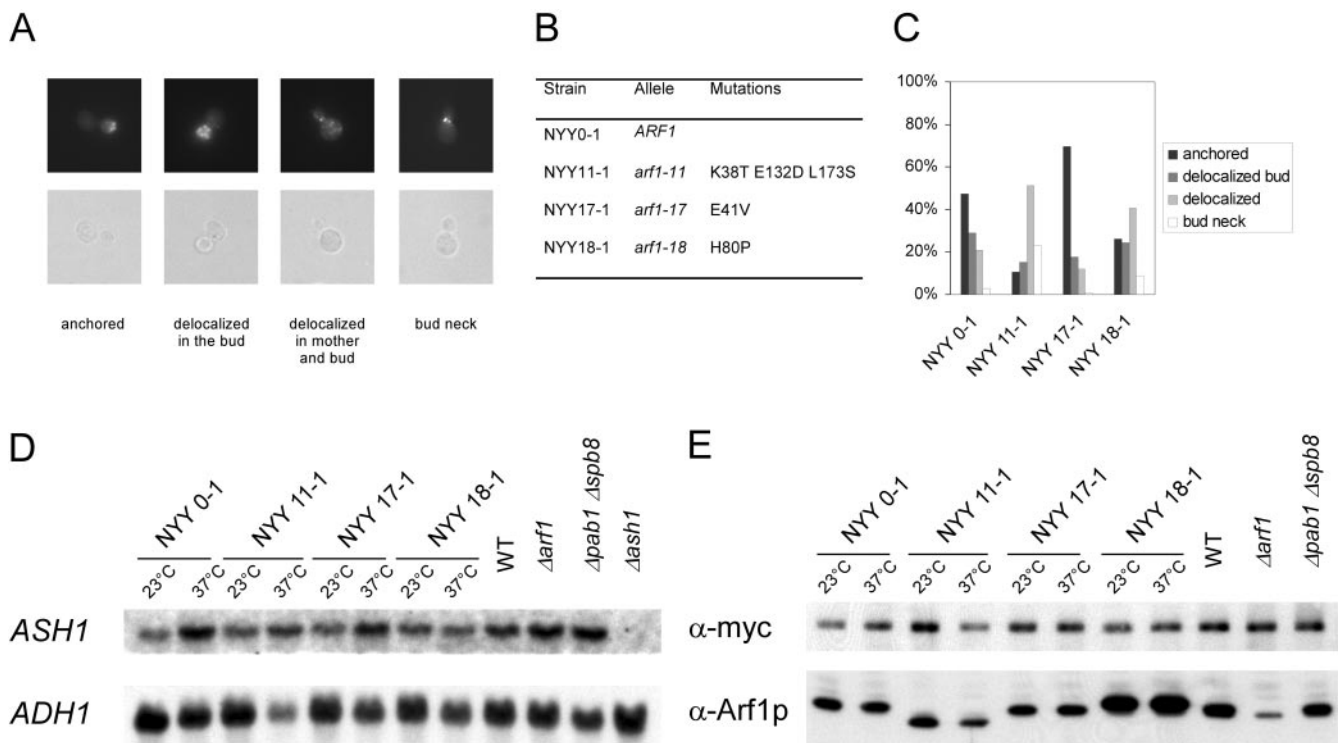 A
anchored
delocalized
in the bud
delocalized
in mother
and bud
bud neck
B
Strain Allele Mutations
NYY0-1 ARF1
NYY11-1 arf1-11 K38T E132D L173S
NYY17-1 arf1-17 E41V
NYY18-1 arf1-18 H80P
C
100%
80%
60%
40%
20%
0%
NYY 0-1
NYY 11-1
NYY 17-1
NYY 18-1
anchored
delocalized bud
delocalized
bud neck
D
NYY 0-1 NYY 11-1 NYY 17-1 NYY 18-1 WT Δarf1 Δpab1 Δspb8 Δash1
23°C 37°C 23°C 37°C 23°C 37°C 23°C 37°C
ASH1
ADH1
E
NYY 0-1 NYY 11-1 NYY 17-1 NYY 18-1 WT Δarf1 Δpab1 Δspb8
23°C 37°C 23°C 37°C 23°C 37°C 23°C 37°C
α-myc
α-Arf1p